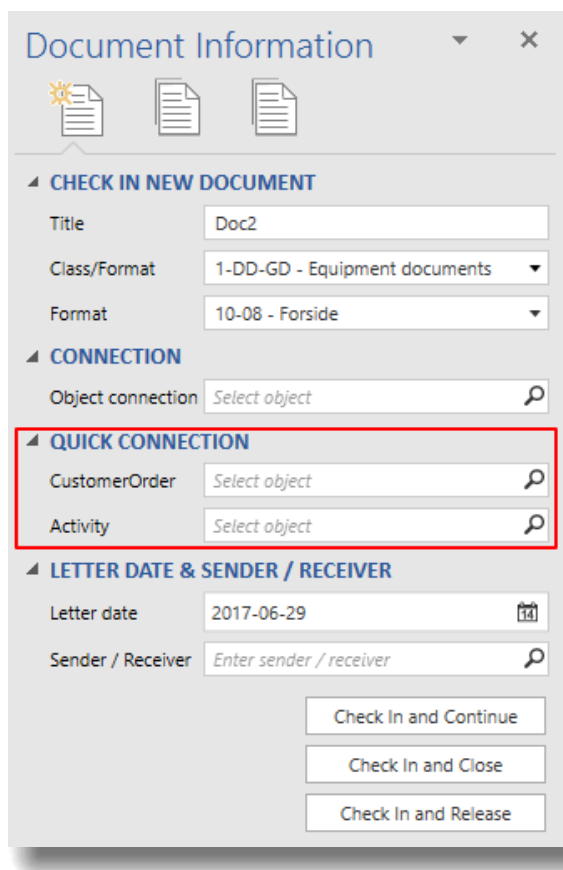 Document Information
CHECK IN NEW DOCUMENT
Title Doc2
Class/Format 1-DD-GD - Equipment documents
Format 10-08 - Forside
CONNECTION
Object connection Select object
QUICK CONNECTION
CustomerOrder Select object
Activity Select object
LETTER DATE & SENDER / RECEIVER
Letter date 2017-06-29 14
Sender / Receiver Enter sender / receiver
Check In and Continue
Check In and Close
Check In and Release